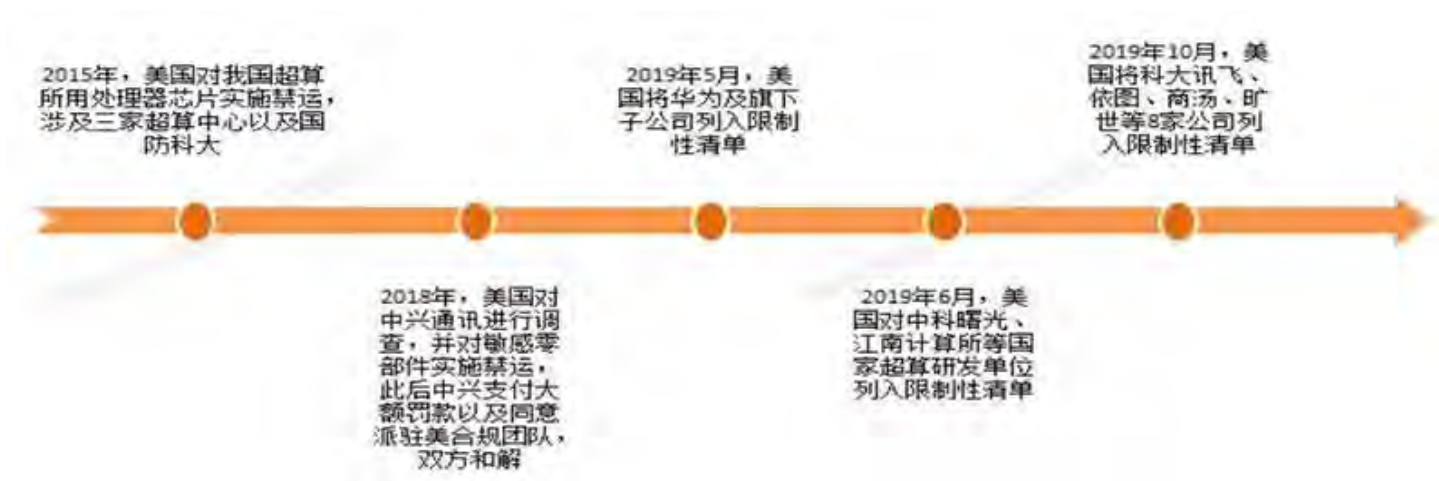 2015年，美国对我国超算
所用处理器芯片实施禁运，
涉及三家超算中心以及国
防科大
2018年，美国对
中兴通讯进行调
查，并对敏感零
部件实施禁运，
此后中兴支付大
额罚款以及同意
派驻美合规团队，
双方和解
2019年5月，美
国将华为及旗下
子公司列入限制
性清单
2019年6月，美
国对中科曙光、
江南计算所等国
家超算研发单位
列入限制性清单
2019年10月，美
国将科大讯飞、
依图、商汤、旷
世等8家公司列
入限制性清单